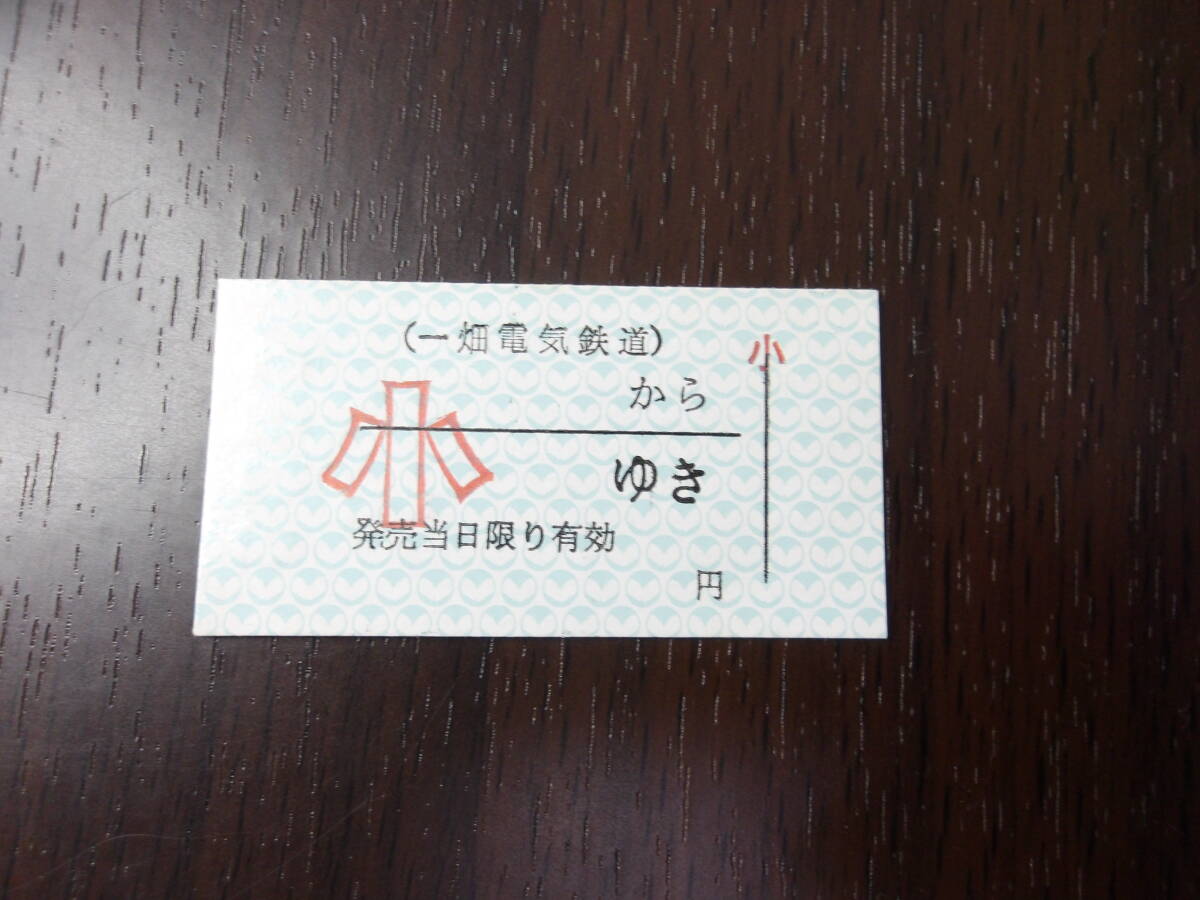 (一畑電気鉄道)
小
から
小
ゆき
発売当日限り有効
円